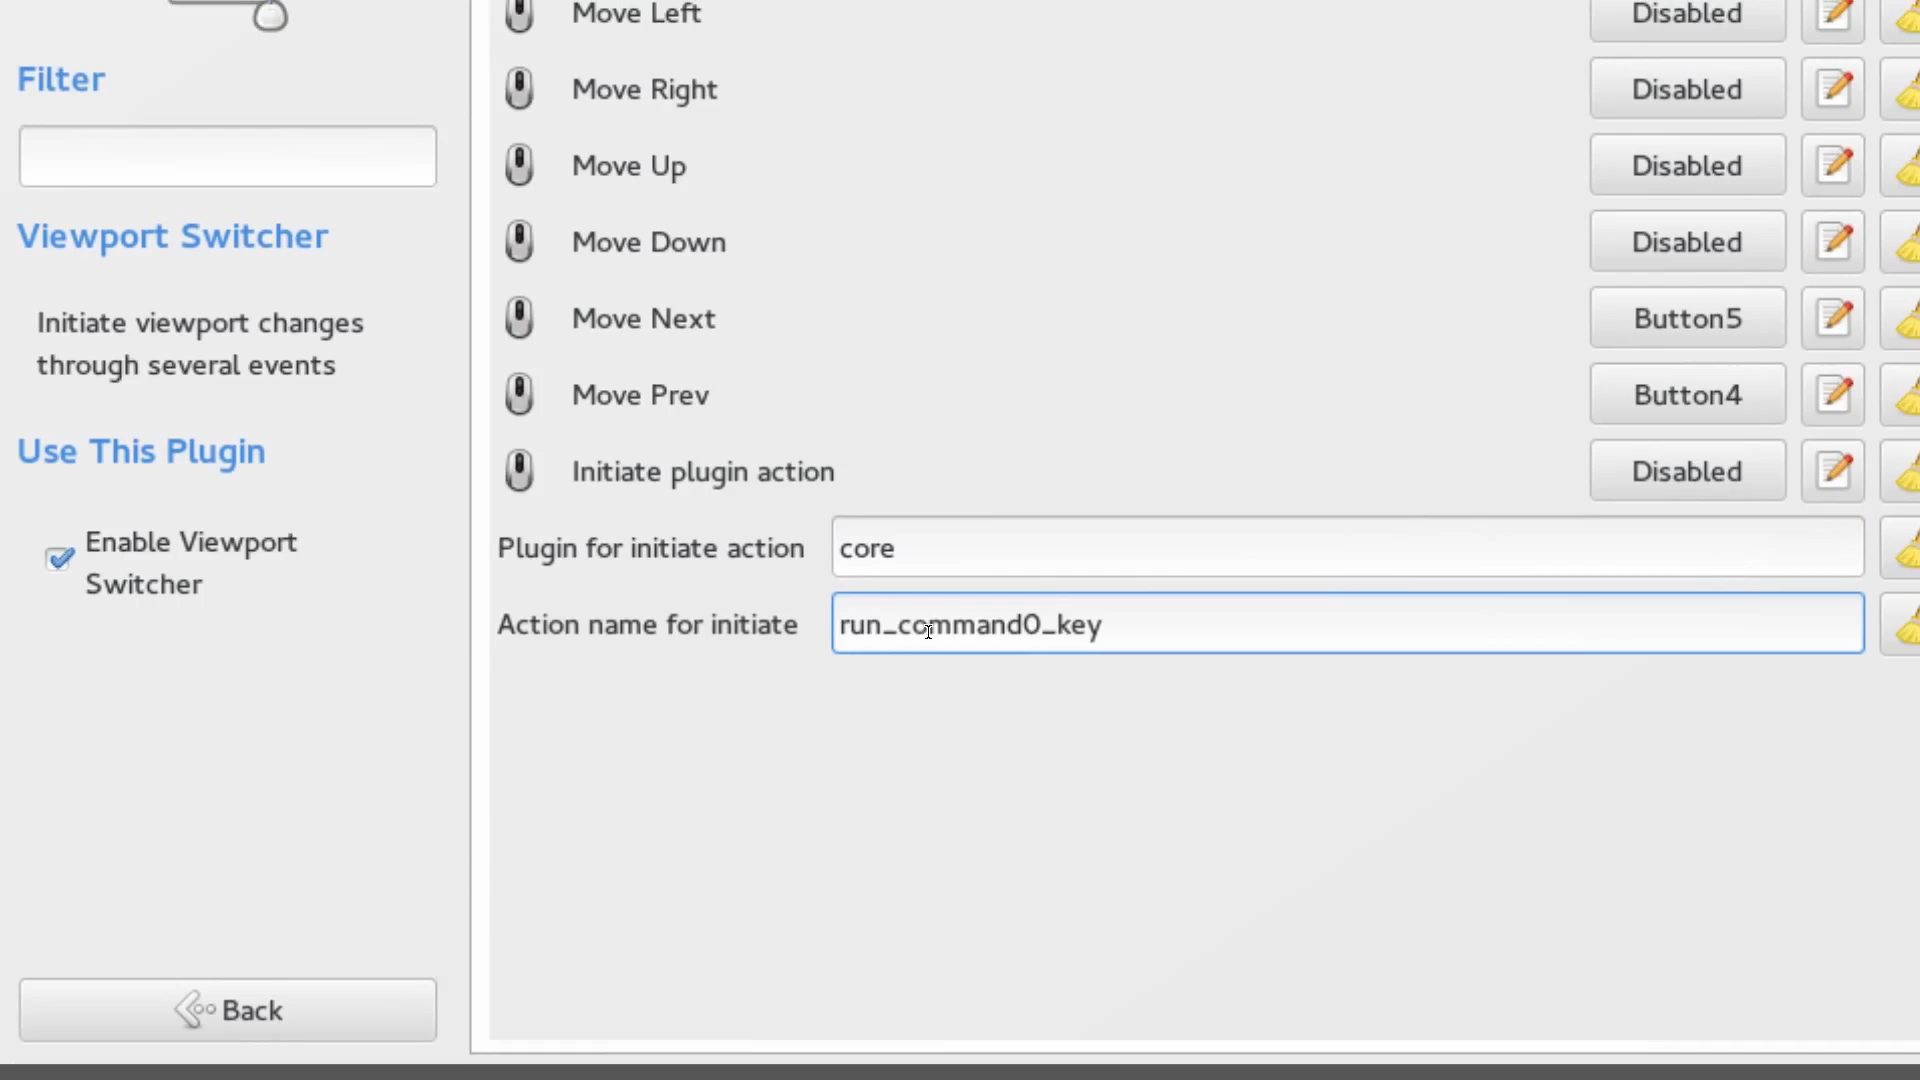 Filter
Viewport Switcher
Initiate viewport changes
through several events
Use This Plugin
Enable Viewport
Switcher
Back
Move Left Disabled
Move Right Disabled
Move Up Disabled
Move Down Disabled
Move Next Button5
Move Prev Button4
Initiate plugin action Disabled
Plugin for initiate action core
Action name for initiate run_command0_key